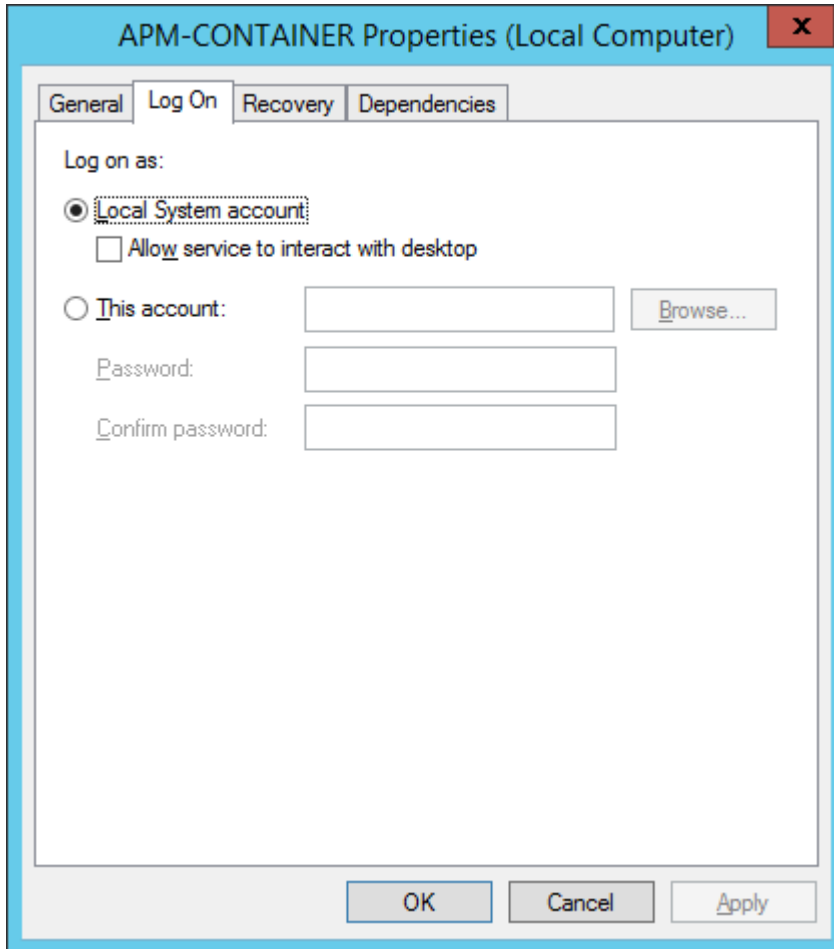 APM-CONTAINER Properties (Local Computer)
x
General Log On Recovery Dependencies
Log on as:
Local System account
Allow service to interact with desktop
This account: Browse...
Password:
Confirm password:
OK Cancel Apply